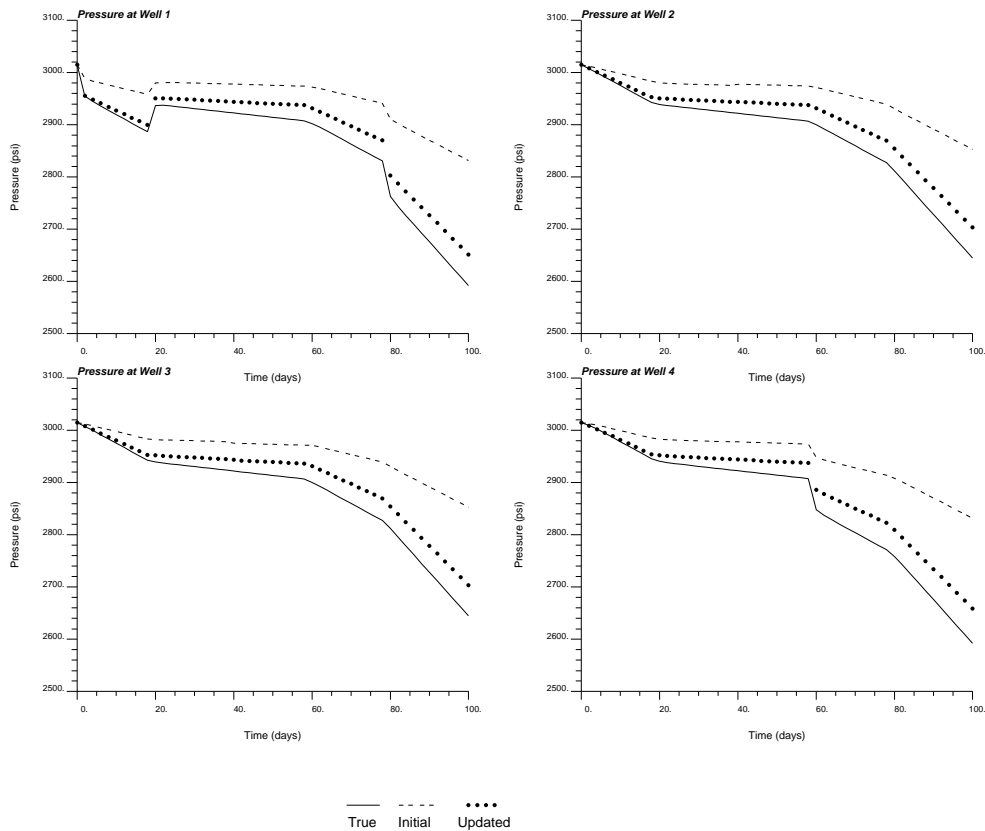 Pressure at Well 1
Pressure (psi)
3100.
3000.
2900.
2800.
2700.
2600.
2500.
0. 20. 40. 60. 80. 100.
Time (days)
Pressure at Well 2
Pressure (psi)
3100.
3000.
2900.
2800.
2700.
2600.
2500.
0. 20. 40. 60. 80. 100.
Time (days)
Pressure at Well 3
Pressure (psi)
3100.
3000.
2900.
2800.
2700.
2600.
2500.
0. 20. 40. 60. 80. 100.
Time (days)
Pressure at Well 4
Pressure (psi)
3100.
3000.
2900.
2800.
2700.
2600.
2500.
0. 20. 40. 60. 80. 100.
Time (days)
True Initial Updated